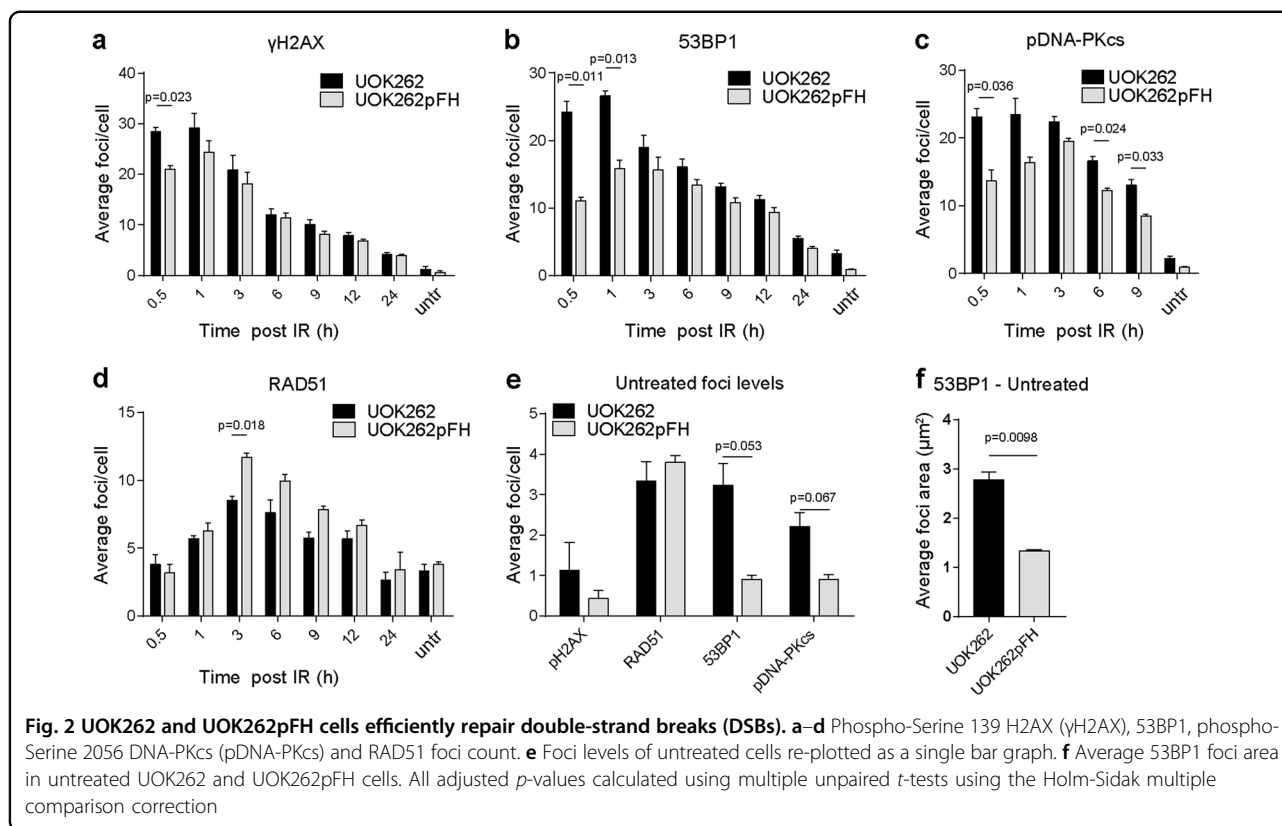 a
γH2AX
UOK262
UOK262pFH
p=0.023
Average foci/cell
40
30
20
10
0
0.5
1
3
6
9
12
24
untr
Time post IR (h)
b
53BP1
UOK262
UOK262pFH
p=0.013
p=0.011
Average foci/cell
30
20
10
0
0.5
1
3
6
9
12
24
untr
Time post IR (h)
c
pDNA-PKcs
UOK262
UOK262pFH
p=0.036
p=0.024
p=0.033
Average foci/cell
30
20
10
0
0.5
1
3
6
9
untr
Time post IR (h)
d
RAD51
UOK262
UOK262pFH
p=0.018
Average foci/cell
15
10
5
0
0.5
1
3
6
9
12
24
untr
Time post IR (h)
e
Untreated foci levels
UOK262
UOK262pFH
p=0.053
p=0.067
Average foci/cell
5
4
3
2
1
0
pH2AX
RAD51
53BP1
pDNA-PKcs
f
53BP1 - Untreated
p=0.0098
Average foci area (µm²)
4
3
2
1
0
UOK262
UOK262pFH
Fig. 2 UOK262 and UOK262pFH cells efficiently repair double-strand breaks (DSBs). a–d Phospho-Serine 139 H2AX (γH2AX), 53BP1, phospho-
Serine 2056 DNA-PKcs (pDNA-PKcs) and RAD51 foci count. e Foci levels of untreated cells re-plotted as a single bar graph. f Average 53BP1 foci area
in untreated UOK262 and UOK262pFH cells. All adjusted p-values calculated using multiple unpaired t-tests using the Holm-Sidak multiple
comparison correction